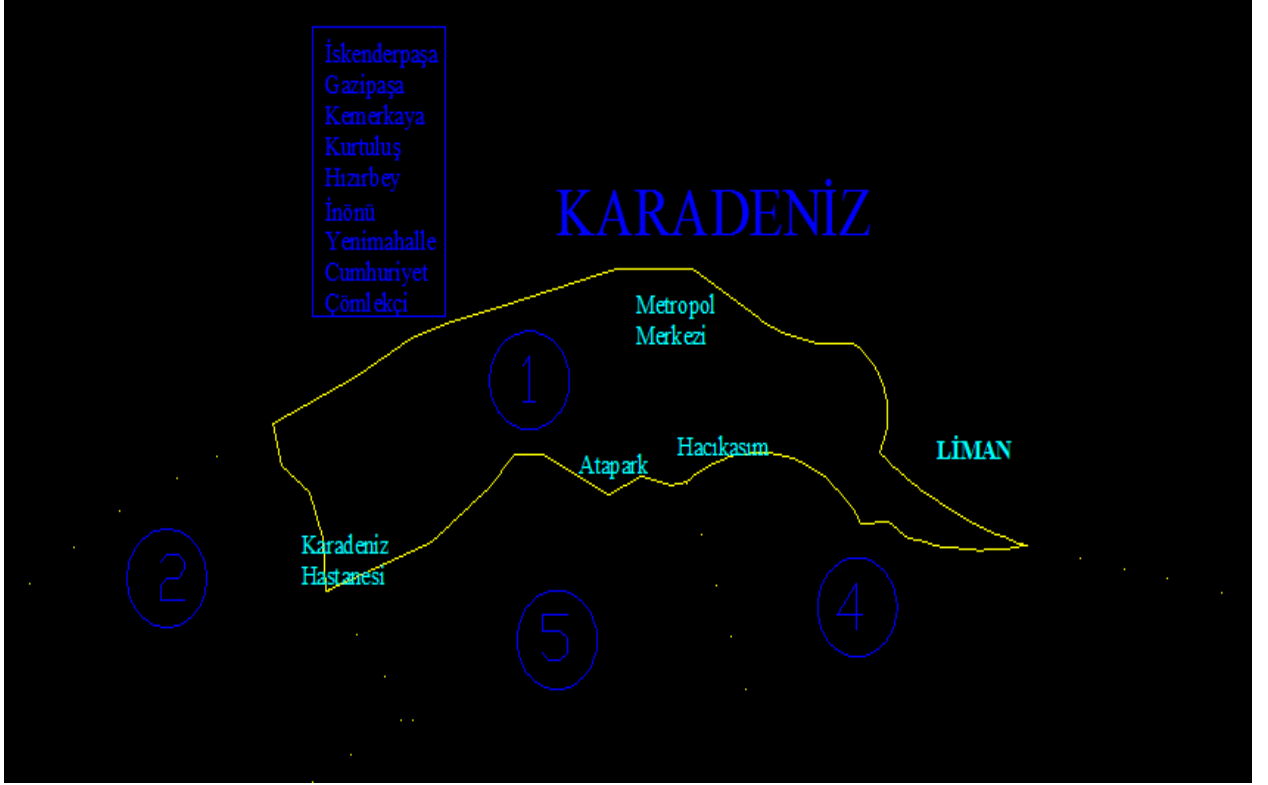 İskenderpaşa
Gazipaşa
Kemerkaya
Kurtuluş
Hızırbey
İnönü
Yenimahalle
Cumhuriyet
Çömlekçi
KARADENİZ
Metropol
Merkezi
1
Hacıkasım
LİMAN
Atapark
Karadeniz
Hastanesi
2
5
4